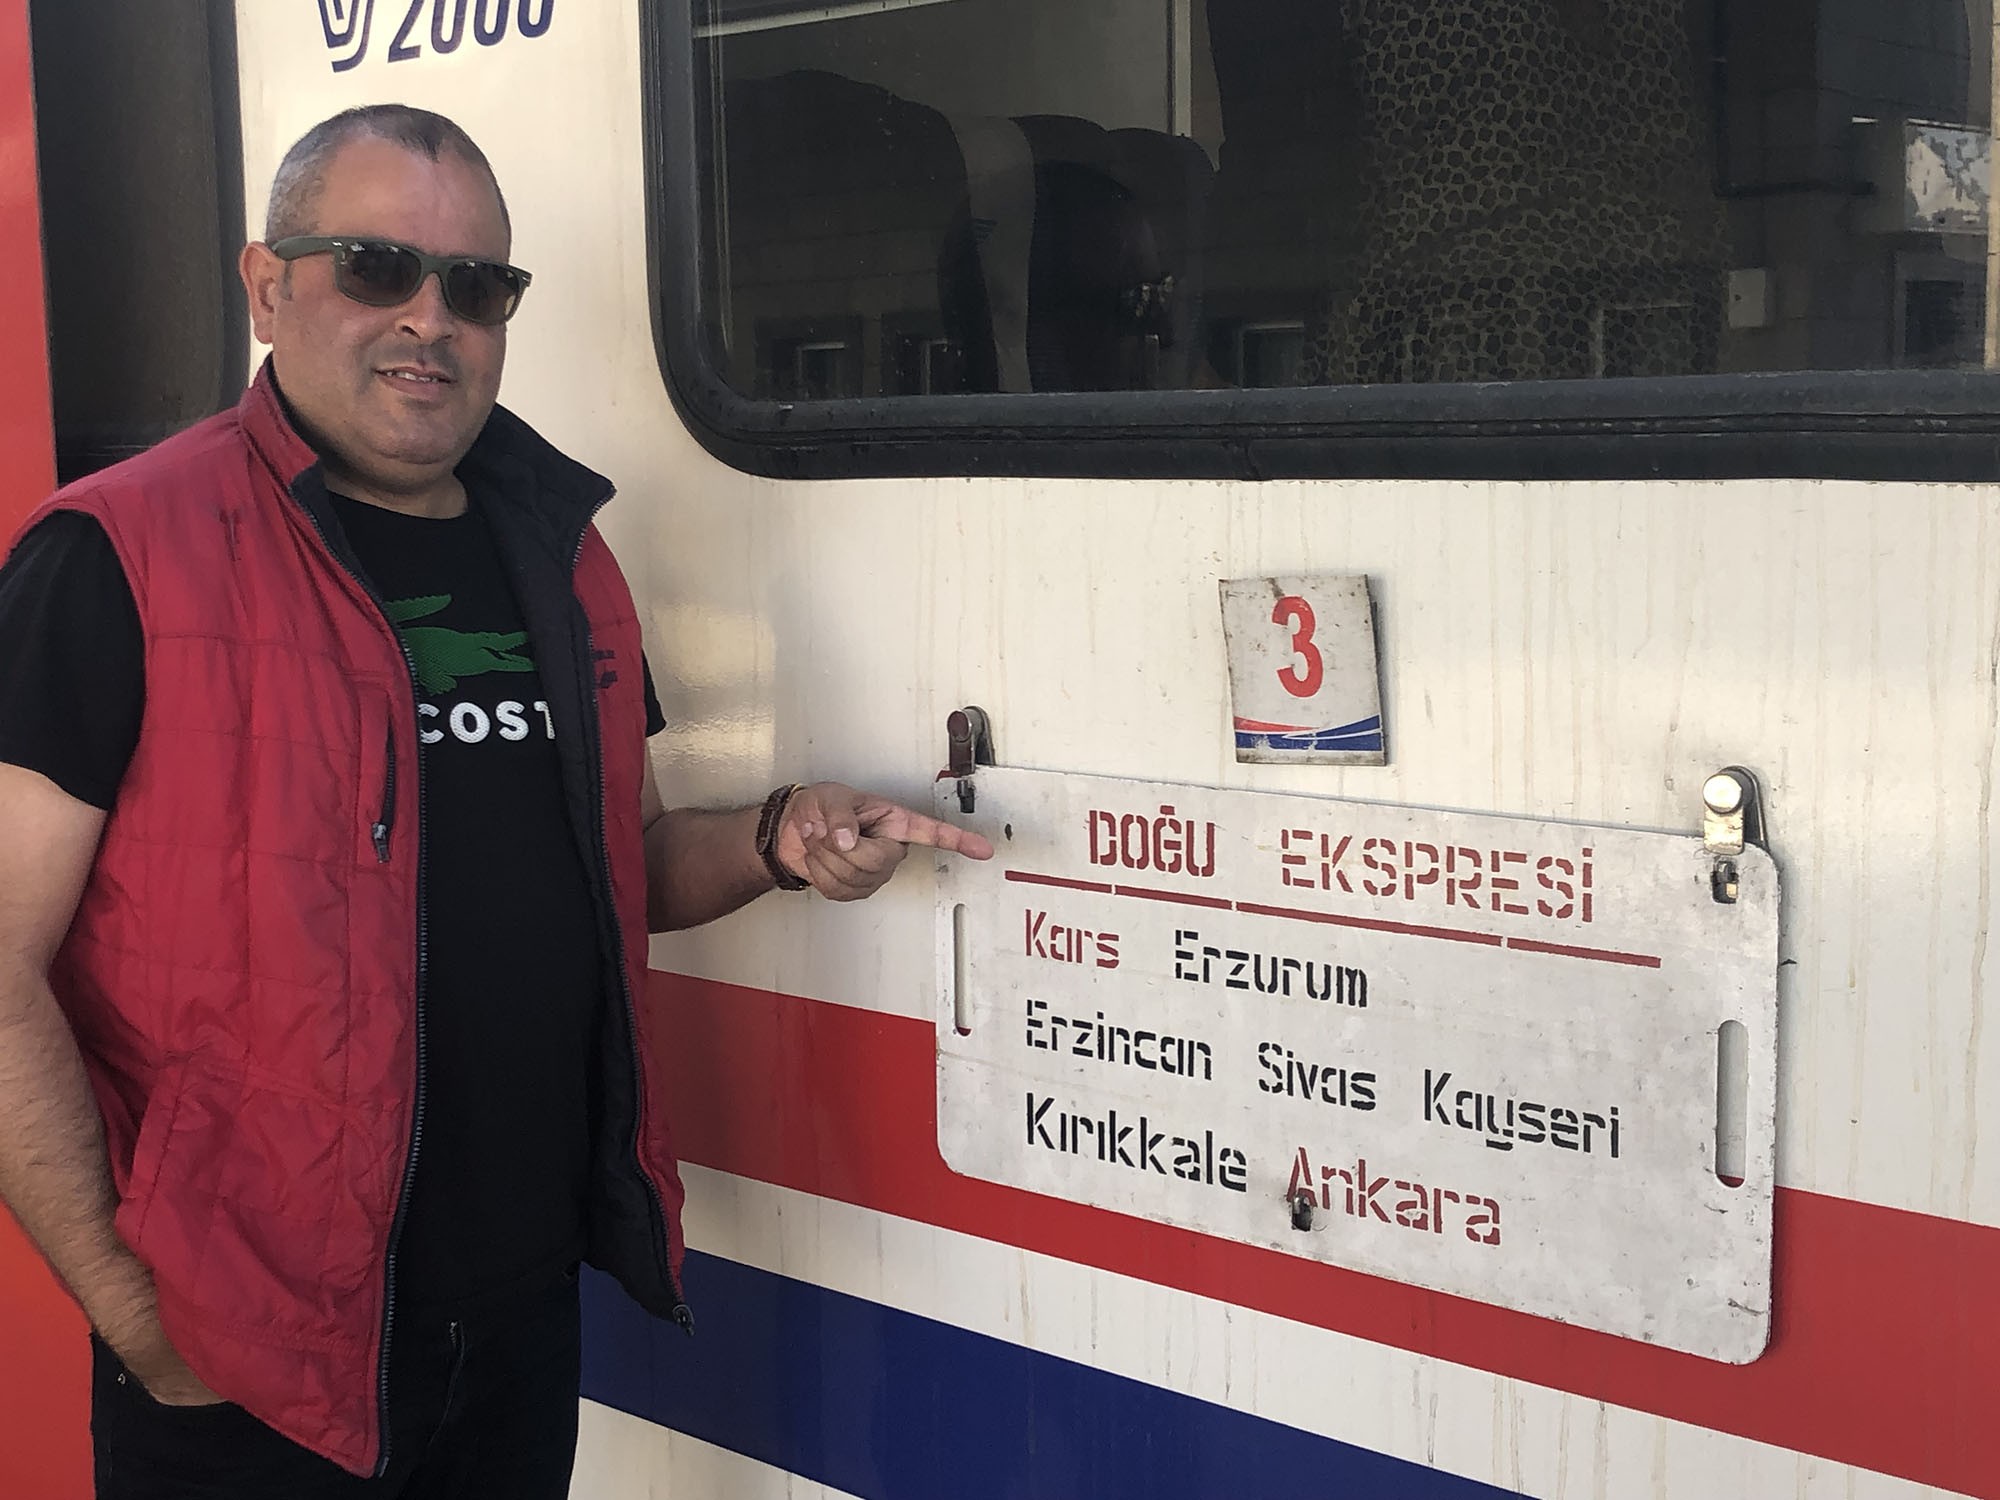 2000
COST
3
DOĞU EKSPRESİ
Kars Erzurum
Erzincan Sivas Kayseri
Kırıkkale Ankara